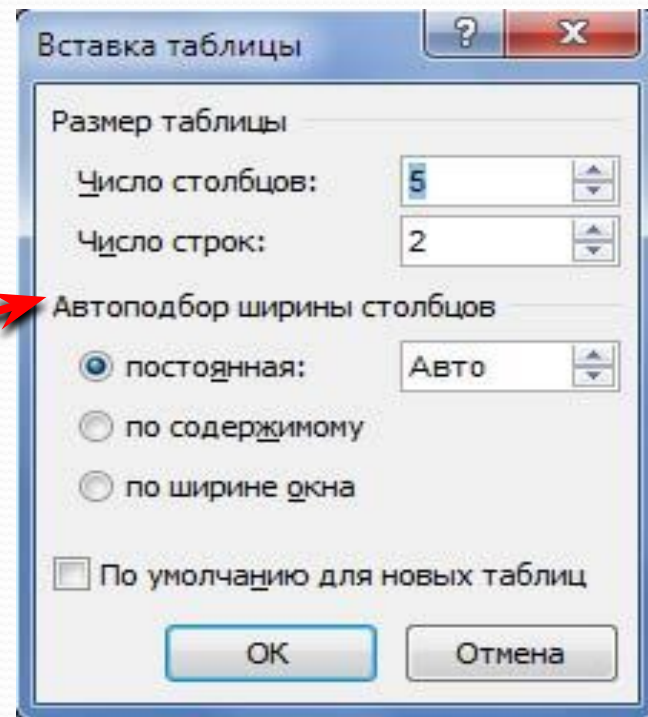 Вставка таблицы
Размер таблицы
Число столбцов: 5
Число строк: 2
Автоподбор ширины столбцов
постоянная: Авто
по содержимому
по ширине окна
По умолчанию для новых таблиц
ОК Отмена